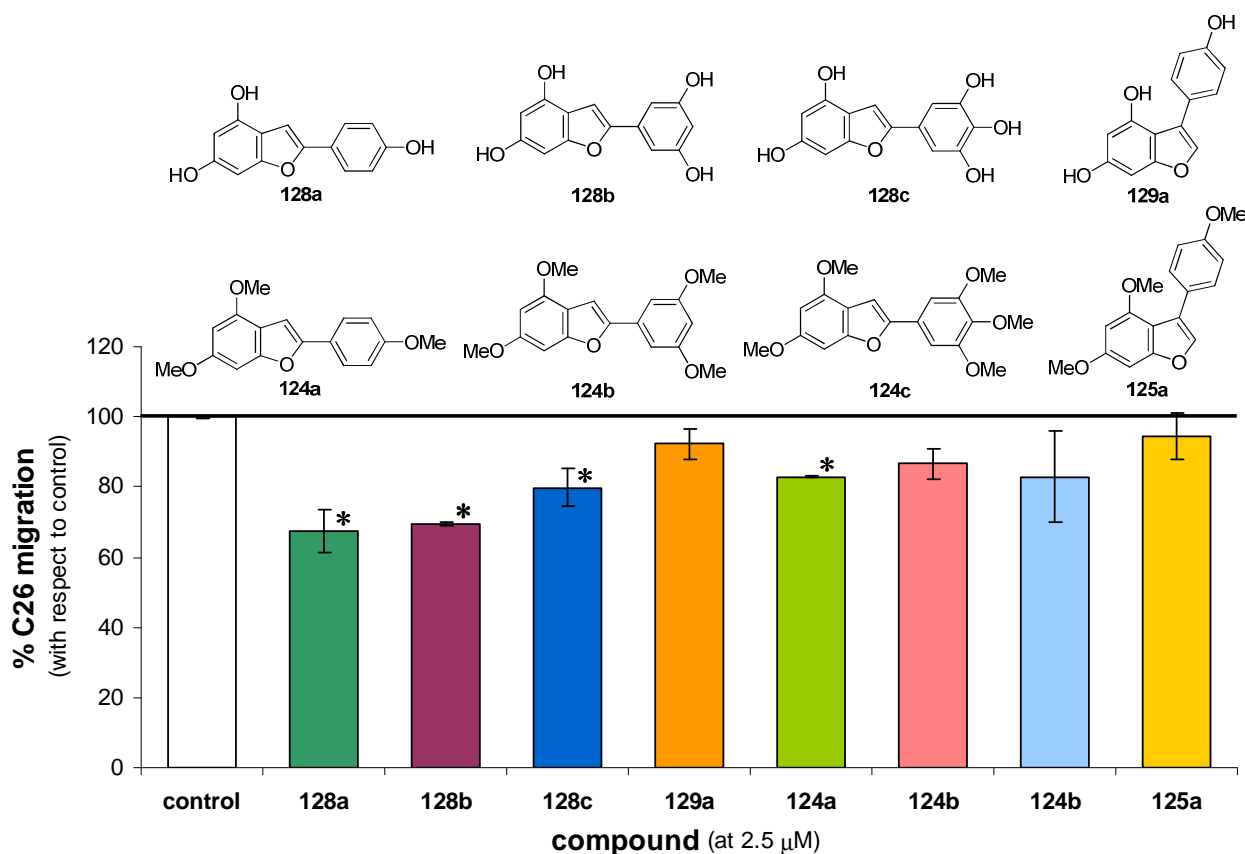 OH
HO
O
OH
128a
OH
HO
O
OH
OH
128b
OH
HO
O
OH
OH
OH
128c
OH
OH
HO
O
129a
OMe
MeO
O
OMe
124a
OMe
MeO
O
OMe
OMe
124b
OMe
MeO
O
OMe
OMe
OMe
124c
OMe
OMe
MeO
O
125a
% C26 migration
(with respect to control)
120
100
80
60
40
20
0
* * * *
control 128a 128b 128c 129a 124a 124b 124b 125a
compound (at 2.5 μM)